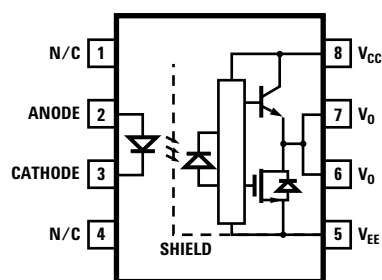 N/C 1
ANODE 2
CATHODE 3
N/C 4
SHIELD
8 VCC
7 VO
6 VO
5 VEE